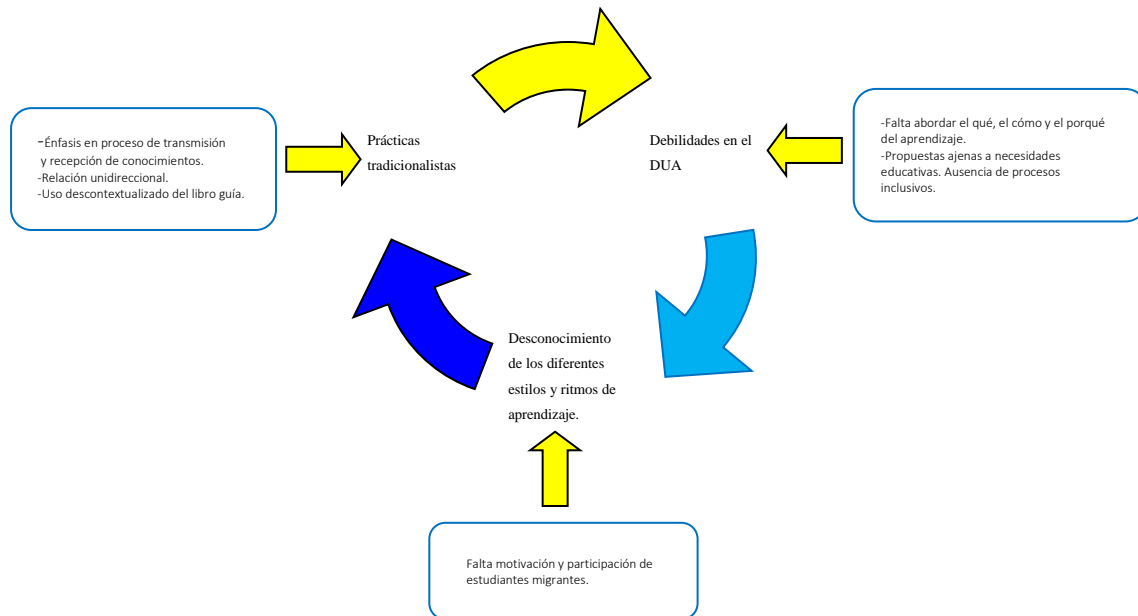 -Énfasis en proceso de transmisión
y recepción de conocimientos.
-Relación unidireccional.
-Uso descontextualizado del libro guía.
Prácticas
tradicionalistas
Debilidades en el
DUA
-Falta abordar el qué, el cómo y el porqué
del aprendizaje.
-Propuestas ajenas a necesidades
educativas. Ausencia de procesos
inclusivos.
Desconocimiento
de los diferentes
estilos y ritmos de
aprendizaje.
Falta motivación y participación de
estudiantes migrantes.